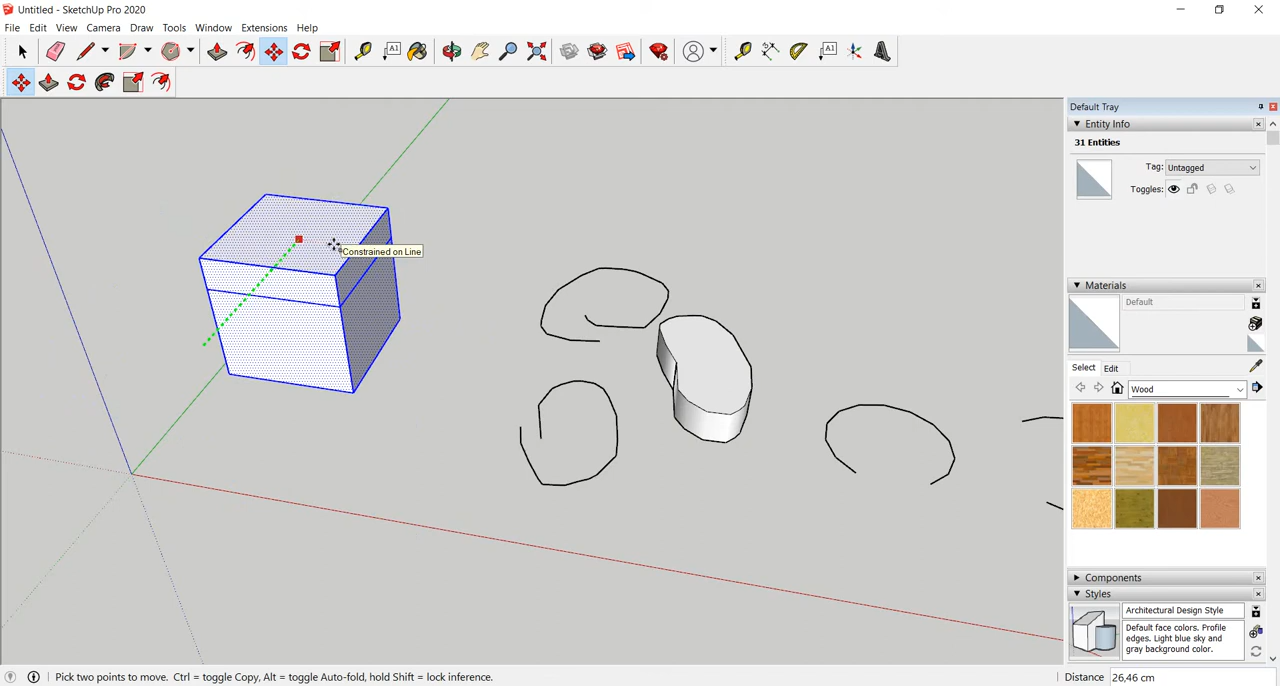 Untitled - SketchUp Pro 2020
File Edit View Camera Draw Tools Window Extensions Help
A1 A1
Default Tray
Entity Info
31 Entities
Tag: Untagged
Toggles:
Constrained on Line
Materials
Default
Select Edit
Wood
Components
Styles
Architectural Design Style
Default face colors. Profile
edges. Light blue sky and
gray background color.
Pick two points to move. Ctrl = toggle Copy, Alt = toggle Auto-fold, hold Shift = lock inference.
Distance 26,46 cm